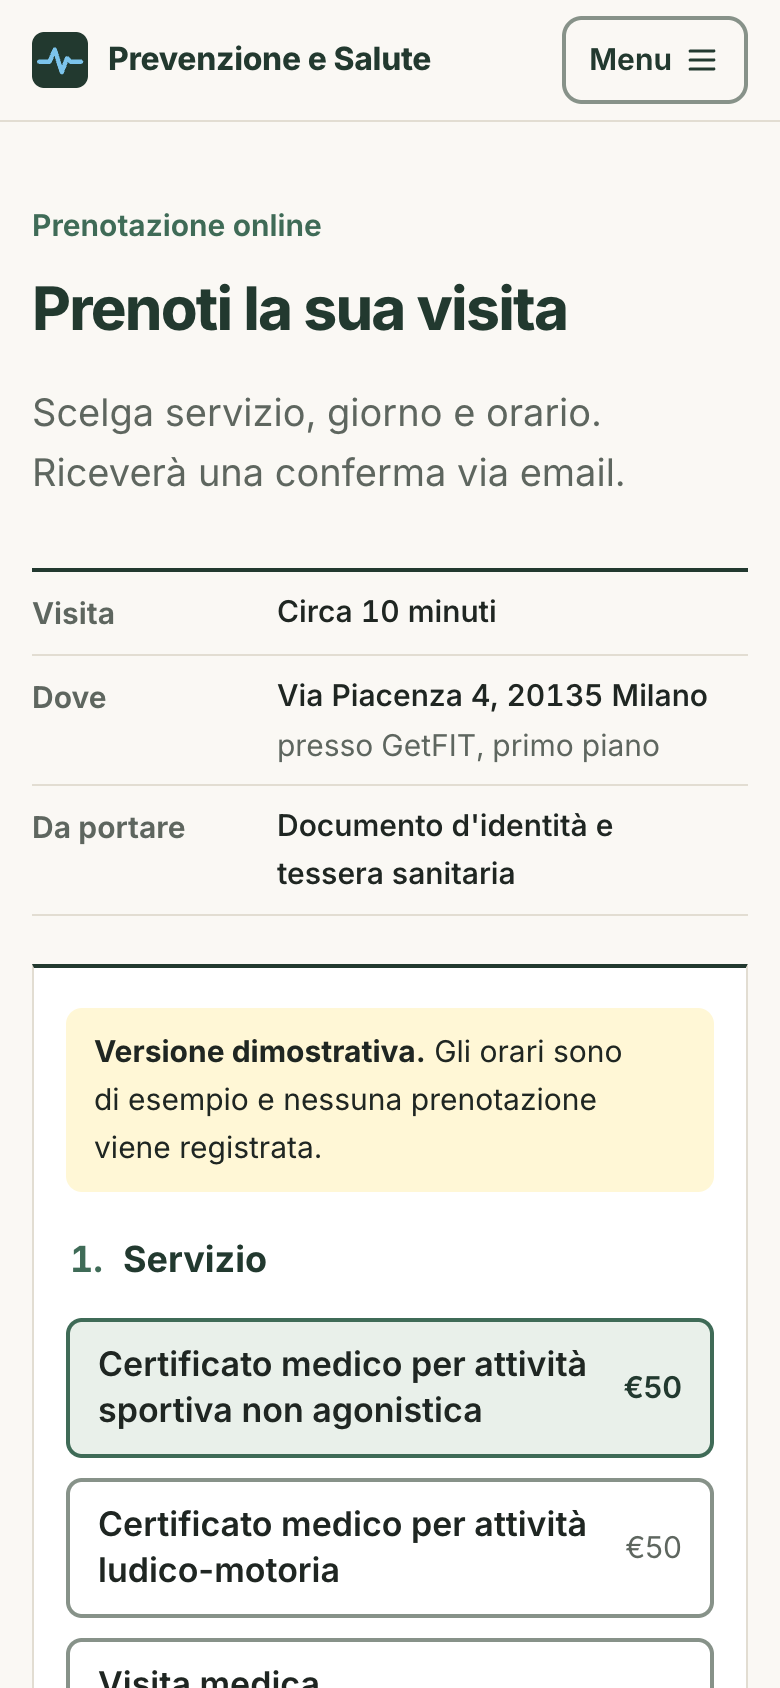 Prevenzione e Salute
Menu
Prenotazione online
Prenoti la sua visita
Scelga servizio, giorno e orario.
Riceverà una conferma via email.
Visita
Circa 10 minuti
Dove
Via Piacenza 4, 20135 Milano
presso GetFIT, primo piano
Da portare
Documento d'identità e
tessera sanitaria
Versione dimostrativa. Gli orari sono
di esempio e nessuna prenotazione
viene registrata.
1. Servizio
Certificato medico per attività
sportiva non agonistica
€50
Certificato medico per attività
ludico-motoria
€50
Visita medica